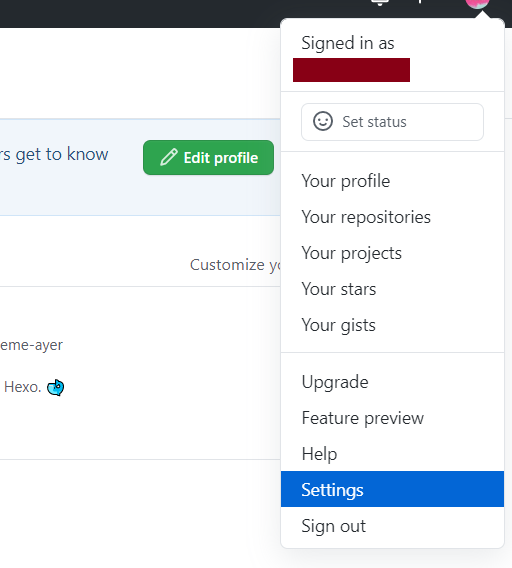 Signed in as
Set status
rs get to know
Edit profile
Your profile
Your repositories
Your projects
Customize yo
Your stars
Your gists
eme-ayer
Upgrade
Hexo.
Feature preview
Help
Settings
Sign out